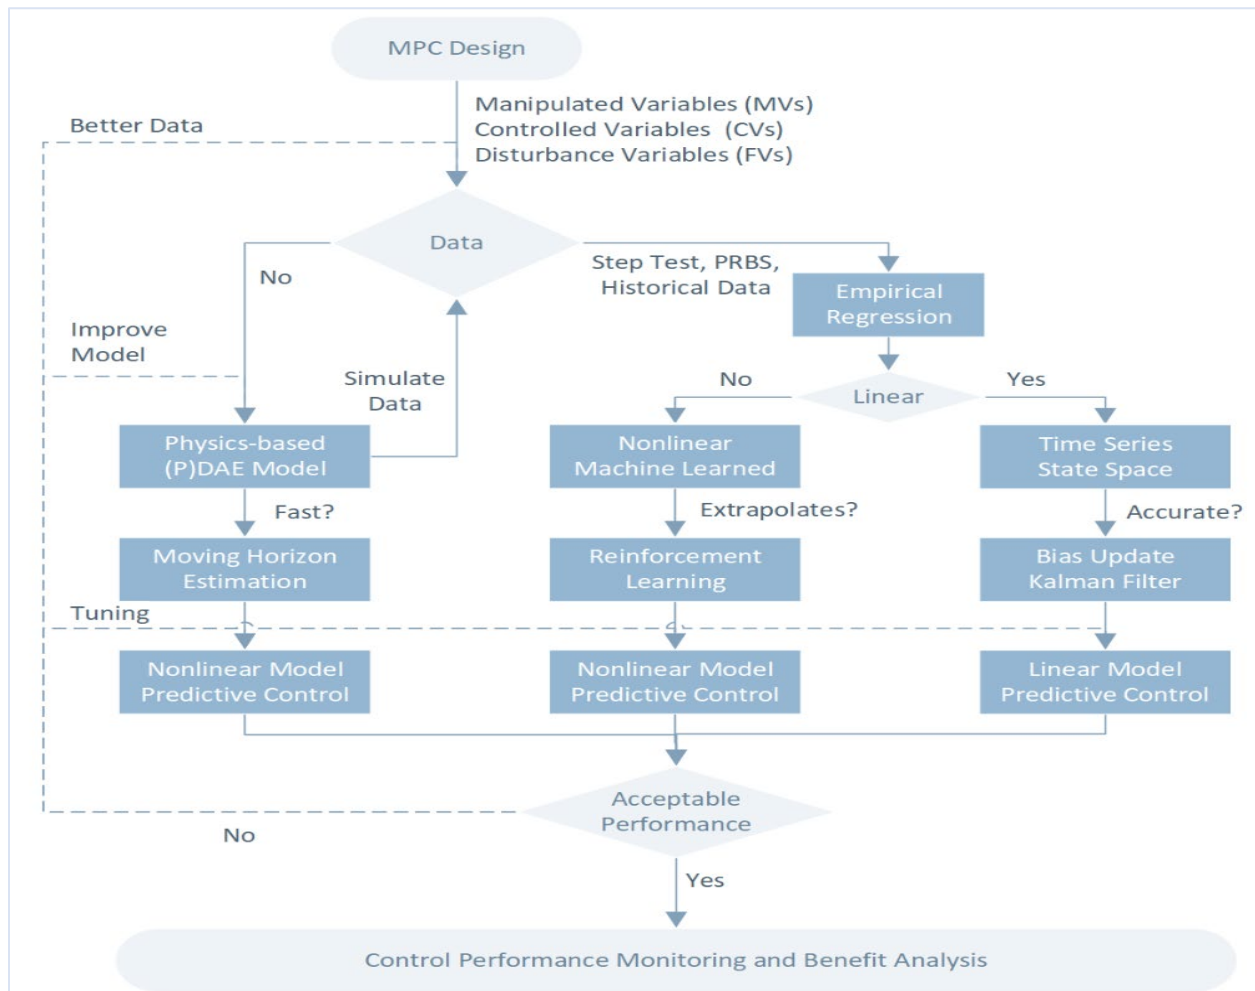 MPC Design
Manipulated Variables (MVs)
Controlled Variables (CVs)
Disturbance Variables (FVs)
Better Data
Data
No
Step Test, PRBS,
Historical Data
Empirical
Regression
Improve
Model
Simulate
Data
No
Linear
Yes
Physics-based
(P)DAE Model
Nonlinear
Machine Learned
Time Series
State Space
Fast?
Extrapolates?
Accurate?
Moving Horizon
Estimation
Reinforcement
Learning
Bias Update
Kalman Filter
Tuning
Nonlinear Model
Predictive Control
Nonlinear Model
Predictive Control
Linear Model
Predictive Control
Acceptable
Performance
No
Yes
Control Performance Monitoring and Benefit Analysis